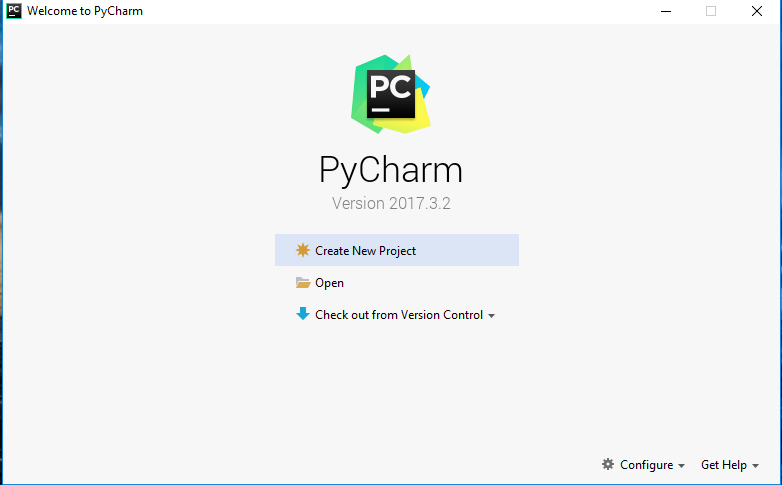 PC Welcome to PyCharm
PC
PyCharm
Version 2017.3.2
Create New Project
Open
Check out from Version Control
Configure Get Help